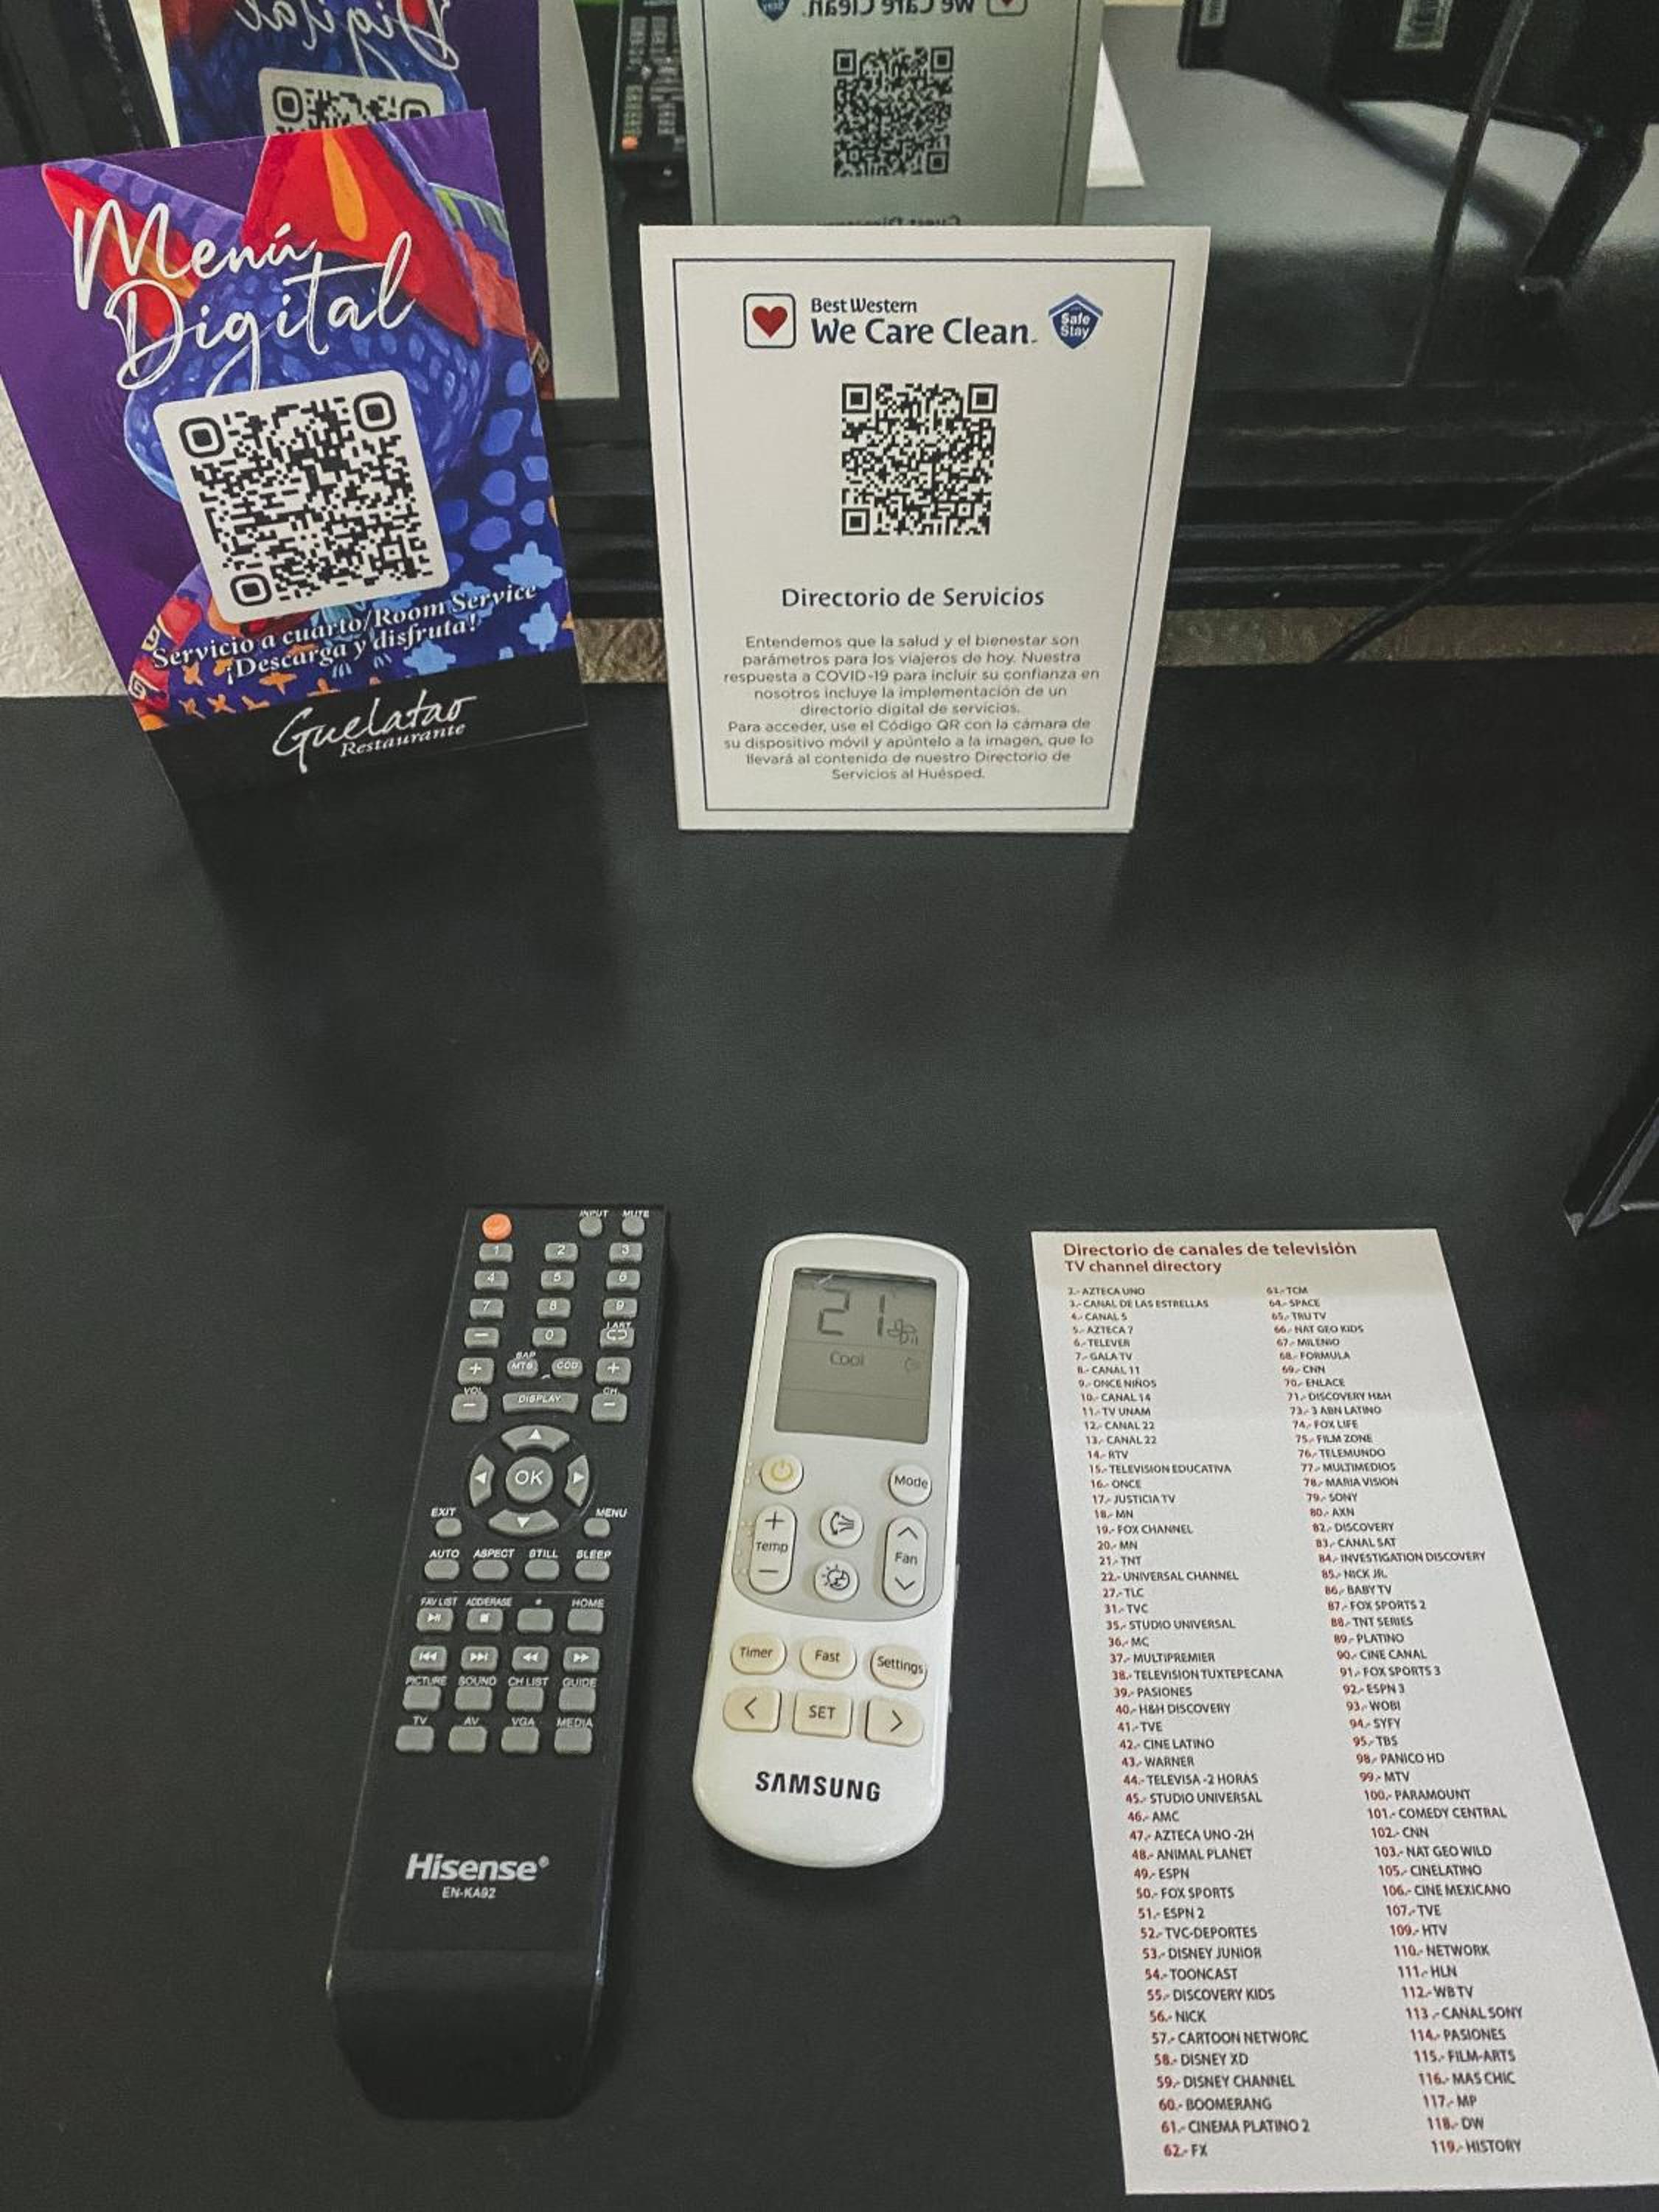 Menú
Digital
Servicio a cuarto/Room Service
¡Descarga y disfruta!
Guelatao
Restaurante
Best Western
We Care Clean.
Safe
Stay
Directorio de Servicios
Entendemos que la salud y el bienestar son
parámetros para los viajeros de hoy. Nuestra
respuesta a COVID-19 para incluir su confianza en
nosotros incluye la implementación de un
directorio digital de servicios.
Para acceder, use el Código QR con la cámara de
su dispositivo móvil y apúntelo a la imagen, que lo
llevará al contenido de nuestro Directorio de
Servicios al Huésped.
INPUT MUTE
1 2 3
4 5 6
7 8 9
LAST
0
SAP
MTS CCD
VOL CH
DISPLAY
OK
EXIT MENU
AUTO ASPECT STILL SLEEP
FAV LIST ADD/ERASE * HOME
PICTURE SOUND CH LIST GUIDE
TV AV VGA MEDIA
Hisense®
EN-KA92
21
Cool
Mode
Temp
Fan
Timer Fast Settings
SET
SAMSUNG
Directorio de canales de televisión
TV channel directory
2.- AZTECA UNO
3.- CANAL DE LAS ESTRELLAS
4.- CANAL 5
5.- AZTECA 7
6.- TELEVER
7.- GALA TV
8.- CANAL 11
9.- ONCE NIÑOS
10.- CANAL 14
11.- TV UNAM
12.- CANAL 22
13.- CANAL 22
14.- RTV
15.- TELEVISION EDUCATIVA
16.- ONCE
17.- JUSTICIA TV
18.- MN
19.- FOX CHANNEL
20.- MN
21.- TNT
22.- UNIVERSAL CHANNEL
27.- TLC
31.- TVC
35.- STUDIO UNIVERSAL
36.- MC
37.- MULTIPREMIER
38.- TELEVISION TUXTEPECANA
39.- PASIONES
40.- H&H DISCOVERY
41.- TVE
42.- CINE LATINO
43.- WARNER
44.- TELEVISA -2 HORAS
45.- STUDIO UNIVERSAL
46.- AMC
47.- AZTECA UNO -2H
48.- ANIMAL PLANET
49.- ESPN
50.- FOX SPORTS
51.- ESPN 2
52.- TVC-DEPORTES
53.- DISNEY JUNIOR
54.- TOONCAST
55.- DISCOVERY KIDS
56.- NICK
57.- CARTOON NETWORC
58.- DISNEY XD
59.- DISNEY CHANNEL
60.- BOOMERANG
61.- CINEMA PLATINO 2
62.- FX
63.- TCM
64.- SPACE
65.- TRU TV
66.- NAT GEO KIDS
67.- MILENIO
68.- FORMULA
69.- CNN
70.- ENLACE
71.- DISCOVERY H&H
73.- 3 ABN LATINO
74.- FOX LIFE
75.- FILM ZONE
76.- TELEMUNDO
77.- MULTIMEDIOS
78.- MARIA VISION
79.- SONY
80.- AXN
82.- DISCOVERY
83.- CANAL SAT
84.- INVESTIGATION DISCOVERY
85.- NICK JR.
86.- BABY TV
87.- FOX SPORTS 2
88.- TNT SERIES
89.- PLATINO
90.- CINE CANAL
91.- FOX SPORTS 3
92.- ESPN 3
93.- WOBI
94.- SYFY
95.- TBS
98.- PANICO HD
99.- MTV
100.- PARAMOUNT
101.- COMEDY CENTRAL
102.- CNN
103.- NAT GEO WILD
105.- CINELATINO
106.- CINE MEXICANO
107.- TVE
109.- HTV
110.- NETWORK
111.- HLN
112.- WB TV
113.- CANAL SONY
114.- PASIONES
115.- FILM-ARTS
116.- MAS CHIC
117.- MP
118.- DW
119.- HISTORY